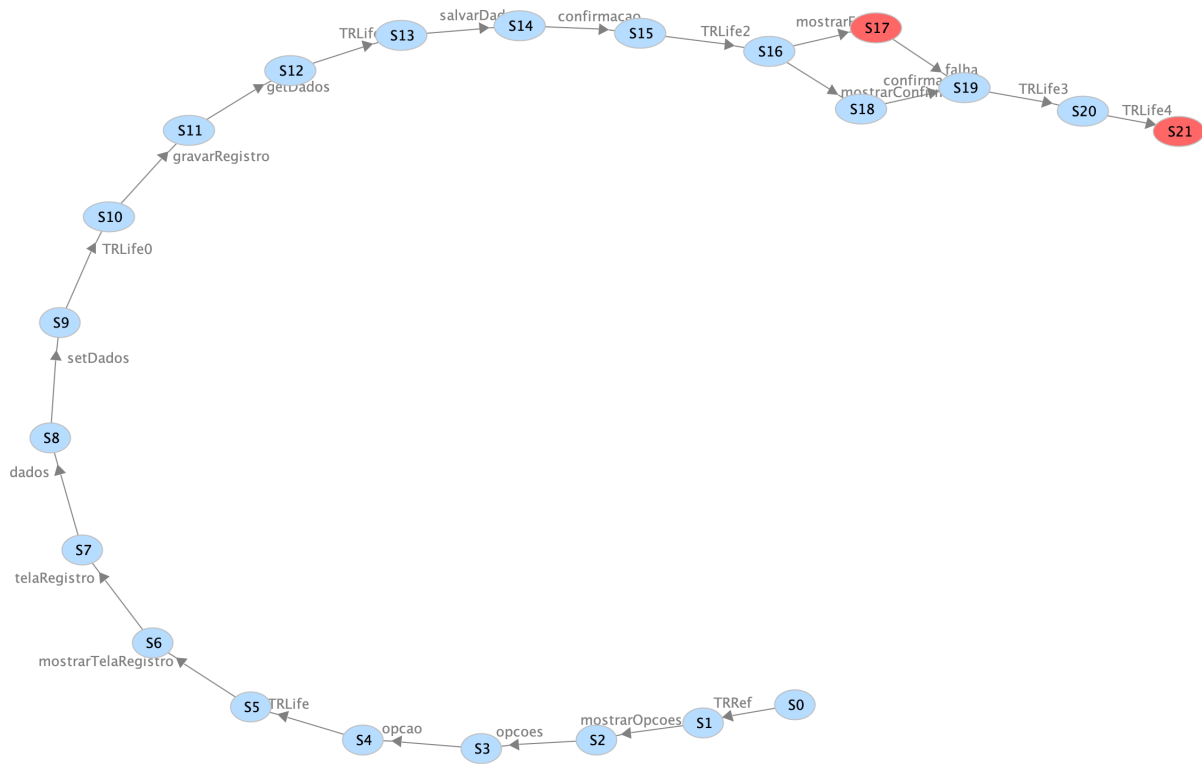 S0
TRRef
S1
mostrarOpcoes
S2
opcoes
S3
opcao
S4
TRLife
S5
mostrarTelaRegistro
S6
telaRegistro
S7
dados
S8
setDados
S9
TRLife0
S10
gravarRegistro
S11
getDados
S12
S13
S14
confirmacao
S15
TRLife2
S16
S17
falha
S18
S19
TRLife3
S20
TRLife4
S21